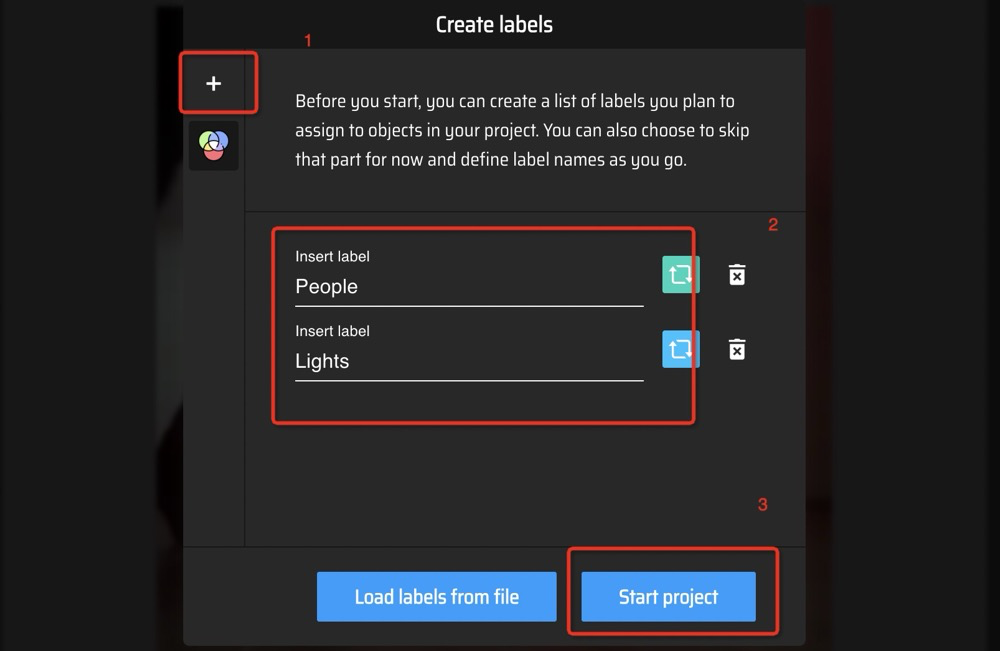 Create labels
1
+
Before you start, you can create a list of labels you plan to
assign to objects in your project. You can also choose to skip
that part for now and define label names as you go.
2
Insert label
People
Insert label
Lights
3
Load labels from file
Start project